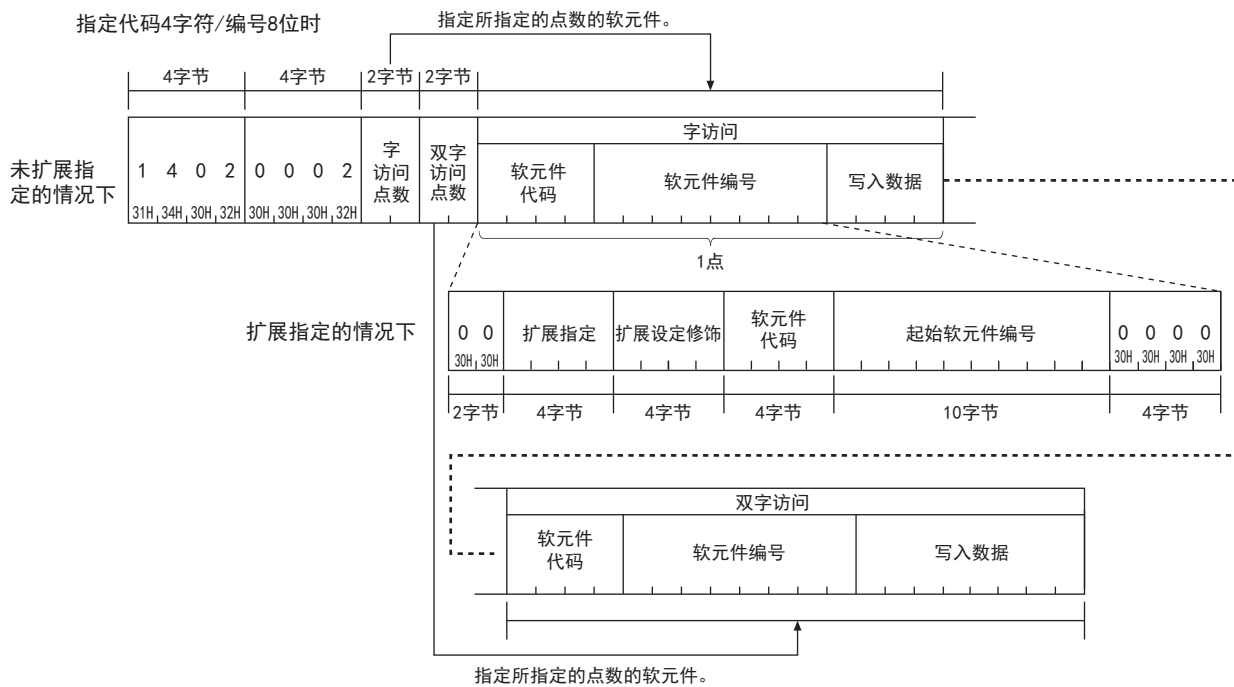 指定代码4字符/编号8位时
指定所指定的点数的软元件。
4字节 4字节 2字节 2字节
未扩展指
定的情况下
1 4 0 2 0 0 0 2
31H 34H 30H 32H 30H 30H 30H 32H
字
访问
点数
双字
访问
点数
字访问
软元件
代码
软元件编号
写入数据
1点
扩展指定的情况下
0 0
30H 30H
扩展指定
扩展设定修饰
软元件
代码
起始软元件编号
0 0 0 0
30H 30H 30H 30H
2字节 4字节 4字节 4字节 10字节 4字节
双字访问
软元件
代码
软元件编号
写入数据
指定所指定的点数的软元件。